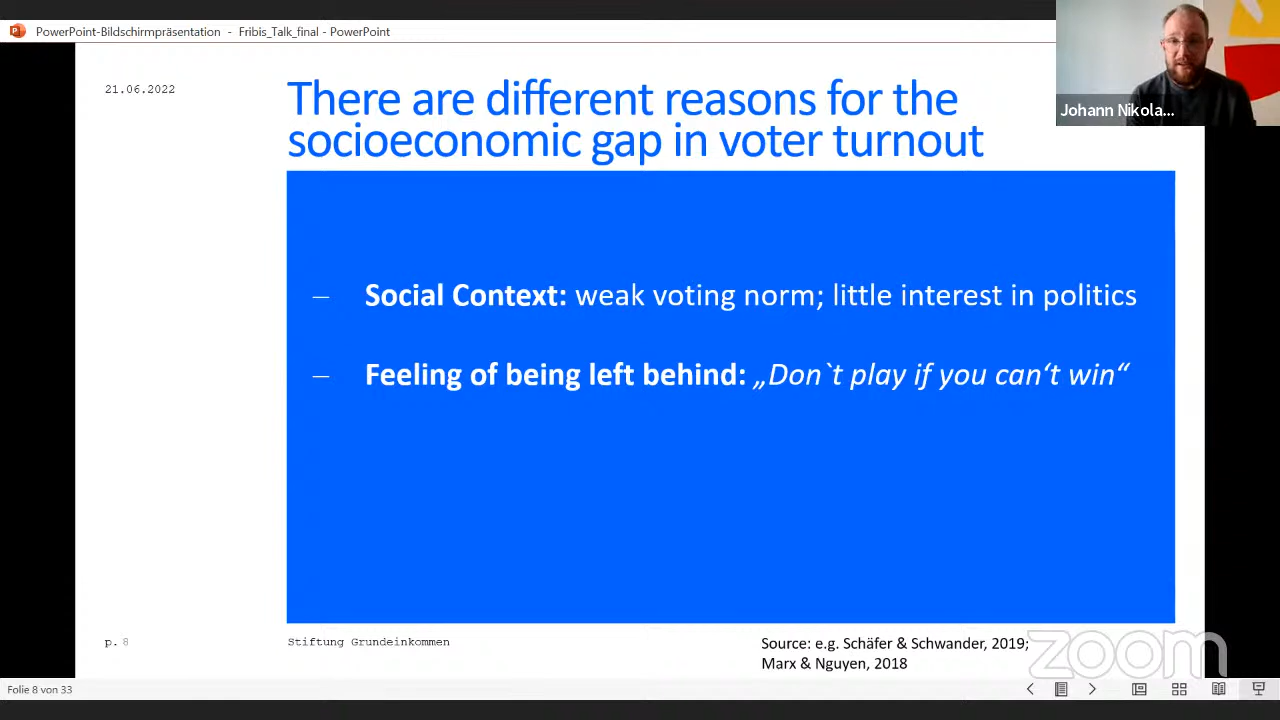 PowerPoint-Bildschirmpräsentation - Fribis_Talk_final - PowerPoint
Johann Nikola...
21.06.2022
There are different reasons for the
socioeconomic gap in voter turnout
– Social Context: weak voting norm; little interest in politics
– Feeling of being left behind: „Don`t play if you can‘t win“
p. 8
Stiftung Grundeinkommen
Source: e.g. Schäfer & Schwander, 2019;
Marx & Nguyen, 2018
zoom
Folie 8 von 33